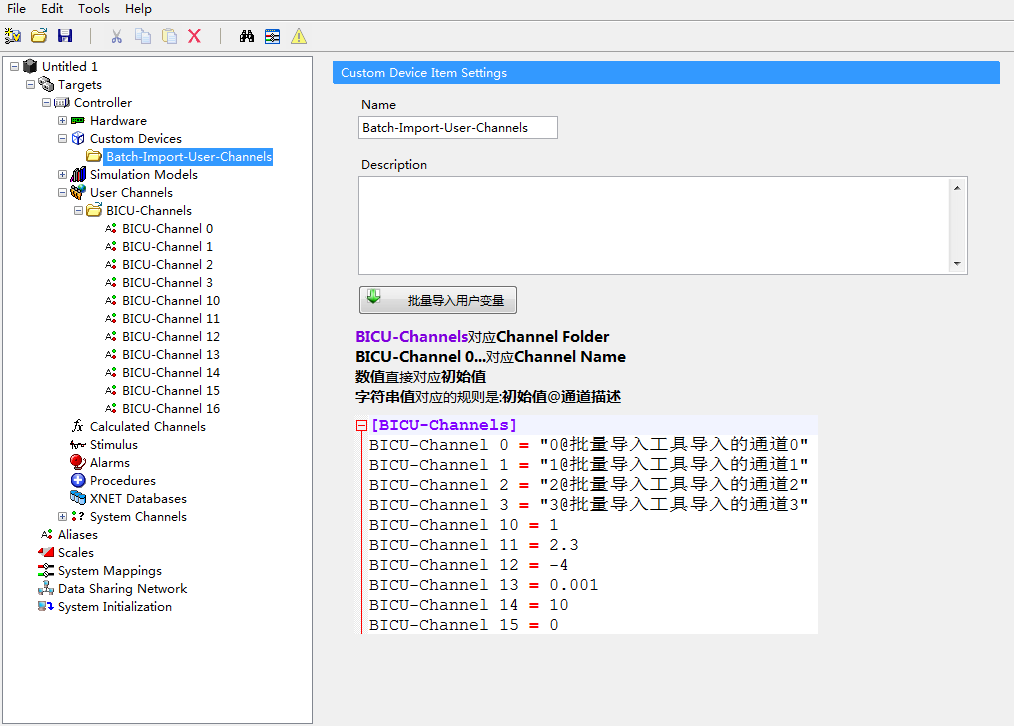 File Edit Tools Help
Untitled 1
Targets
Controller
Hardware
Custom Devices
Batch-Import-User-Channels
Simulation Models
User Channels
BICU-Channels
BICU-Channel 0
BICU-Channel 1
BICU-Channel 2
BICU-Channel 3
BICU-Channel 10
BICU-Channel 11
BICU-Channel 12
BICU-Channel 13
BICU-Channel 14
BICU-Channel 15
BICU-Channel 16
Calculated Channels
Stimulus
Alarms
Procedures
XNET Databases
System Channels
Aliases
Scales
System Mappings
Data Sharing Network
System Initialization
Custom Device Item Settings
Name
Batch-Import-User-Channels
Description
批量导入用户变量
BICU-Channels对应Channel Folder
BICU-Channel 0...对应Channel Name
数值直接对应初始值
字符串值对应的规则是:初始值@通道描述
[BICU-Channels]
BICU-Channel 0 = "0@批量导入工具导入的通道0"
BICU-Channel 1 = "1@批量导入工具导入的通道1"
BICU-Channel 2 = "2@批量导入工具导入的通道2"
BICU-Channel 3 = "3@批量导入工具导入的通道3"
BICU-Channel 10 = 1
BICU-Channel 11 = 2.3
BICU-Channel 12 = -4
BICU-Channel 13 = 0.001
BICU-Channel 14 = 10
BICU-Channel 15 = 0